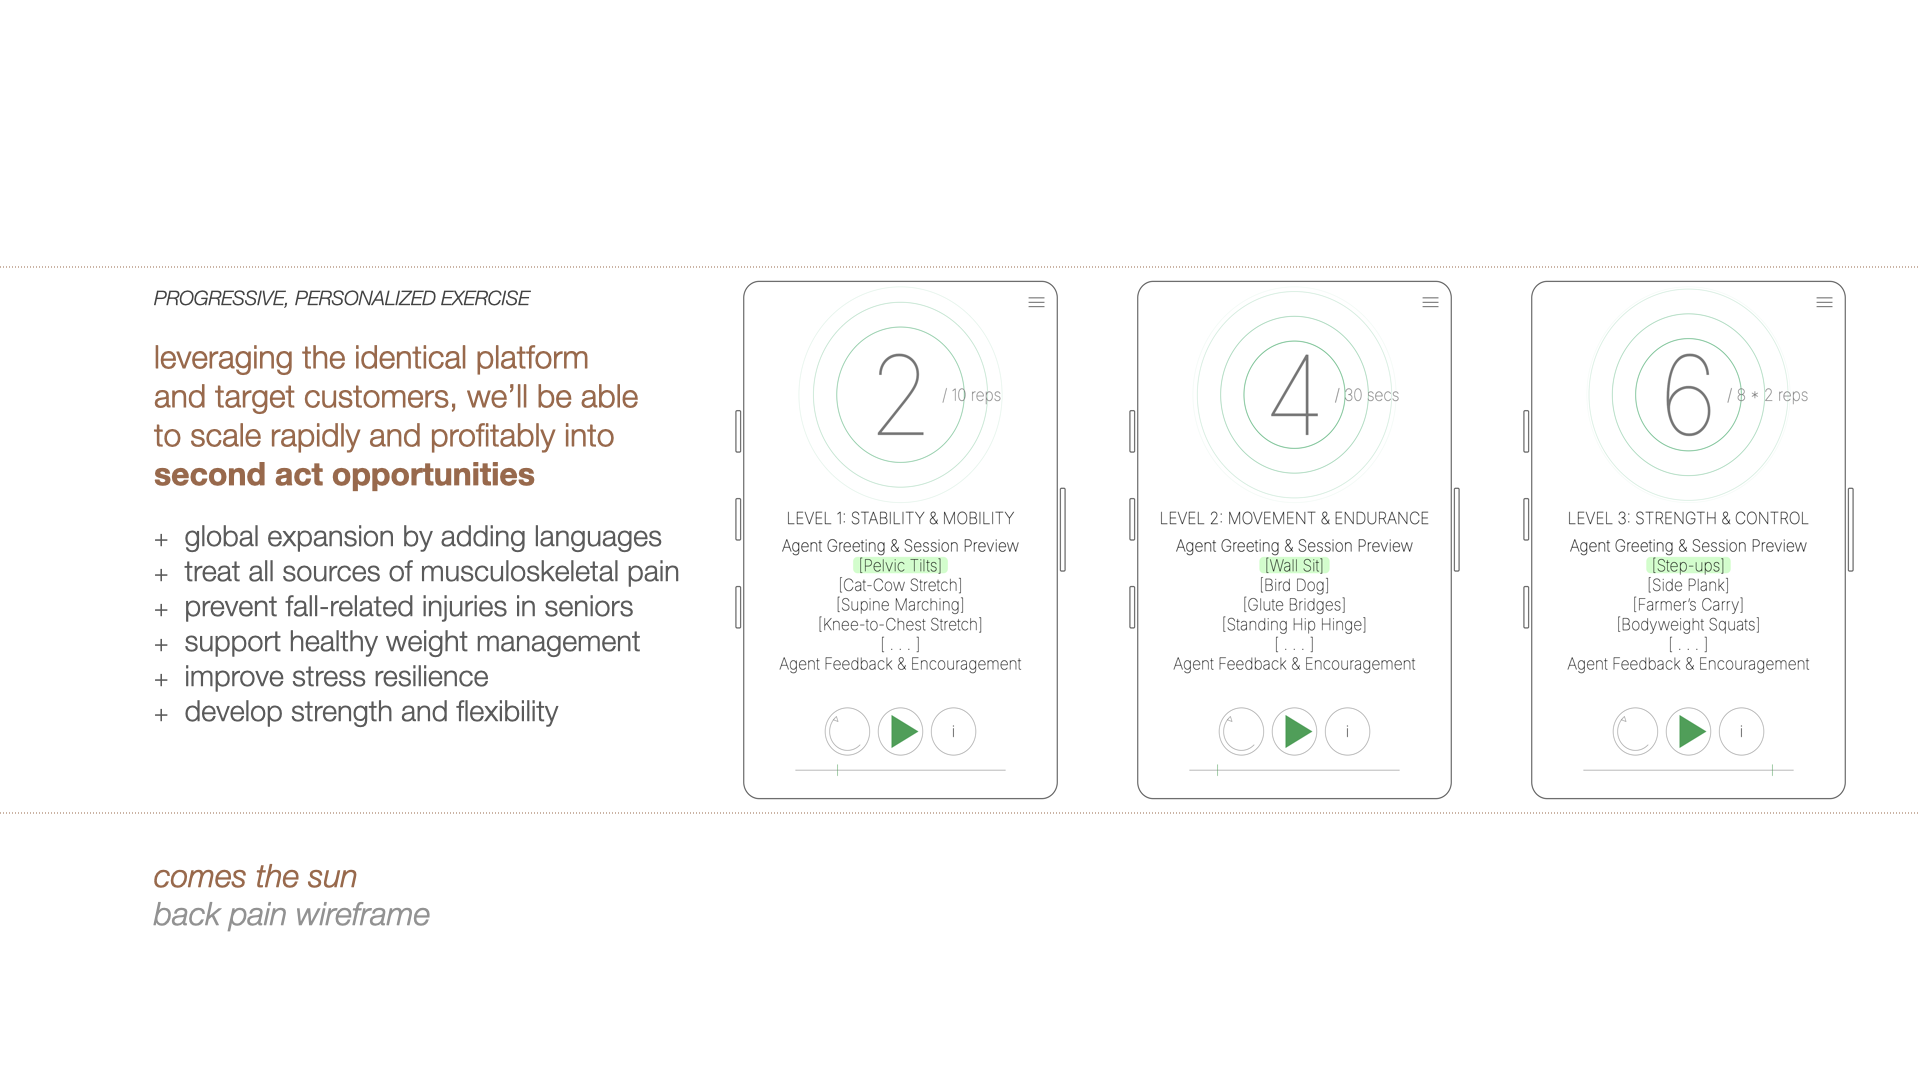 PROGRESSIVE, PERSONALIZED EXERCISE
leveraging the identical platform
and target customers, we’ll be able
to scale rapidly and profitably into
second act opportunities
+ global expansion by adding languages
+ treat all sources of musculoskeletal pain
+ prevent fall-related injuries in seniors
+ support healthy weight management
+ improve stress resilience
+ develop strength and flexibility
2
/ 10 reps
LEVEL 1: STABILITY & MOBILITY
Agent Greeting & Session Preview
[Pelvic Tilts]
[Cat-Cow Stretch]
[Supine Marching]
[Knee-to-Chest Stretch]
[ . . . ]
Agent Feedback & Encouragement
i
4
/ 30 secs
LEVEL 2: MOVEMENT & ENDURANCE
Agent Greeting & Session Preview
[Wall Sit]
[Bird Dog]
[Glute Bridges]
[Standing Hip Hinge]
[ . . . ]
Agent Feedback & Encouragement
i
6
/ 8 * 2 reps
LEVEL 3: STRENGTH & CONTROL
Agent Greeting & Session Preview
[Step-ups]
[Side Plank]
[Farmer’s Carry]
[Bodyweight Squats]
[ . . . ]
Agent Feedback & Encouragement
i
comes the sun
back pain wireframe